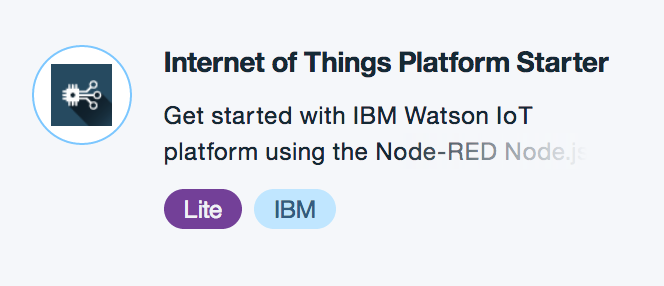 Internet of Things Platform Starter
Get started with IBM Watson IoT
platform using the Node-RED Node.js
Lite
IBM